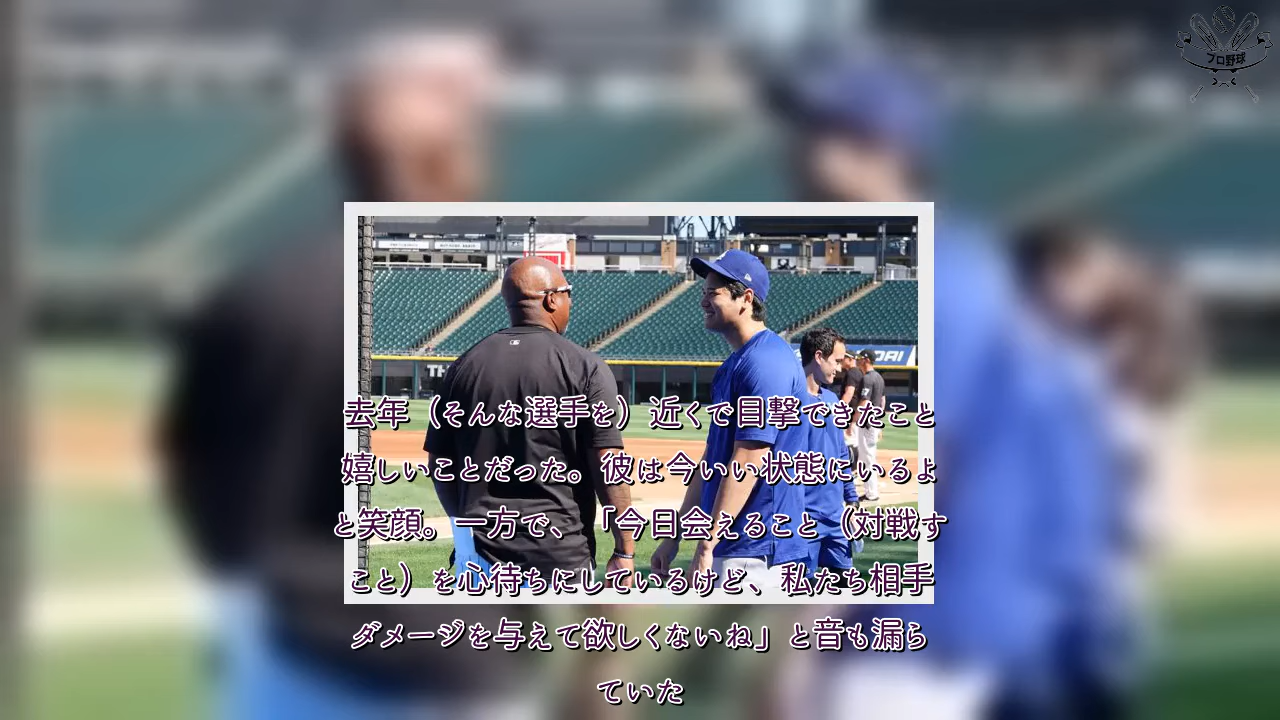 プロ野球
去年（そんな選手を）近くで目撃できたこと
嬉しいことだった。彼は今いい状態にいるよ
と笑顔。一方で、「今日会えること（対戦す
こと）を心待ちにしているけど、私たち相手
ダメージを与えて欲しくないね」と音も漏ら
ていた